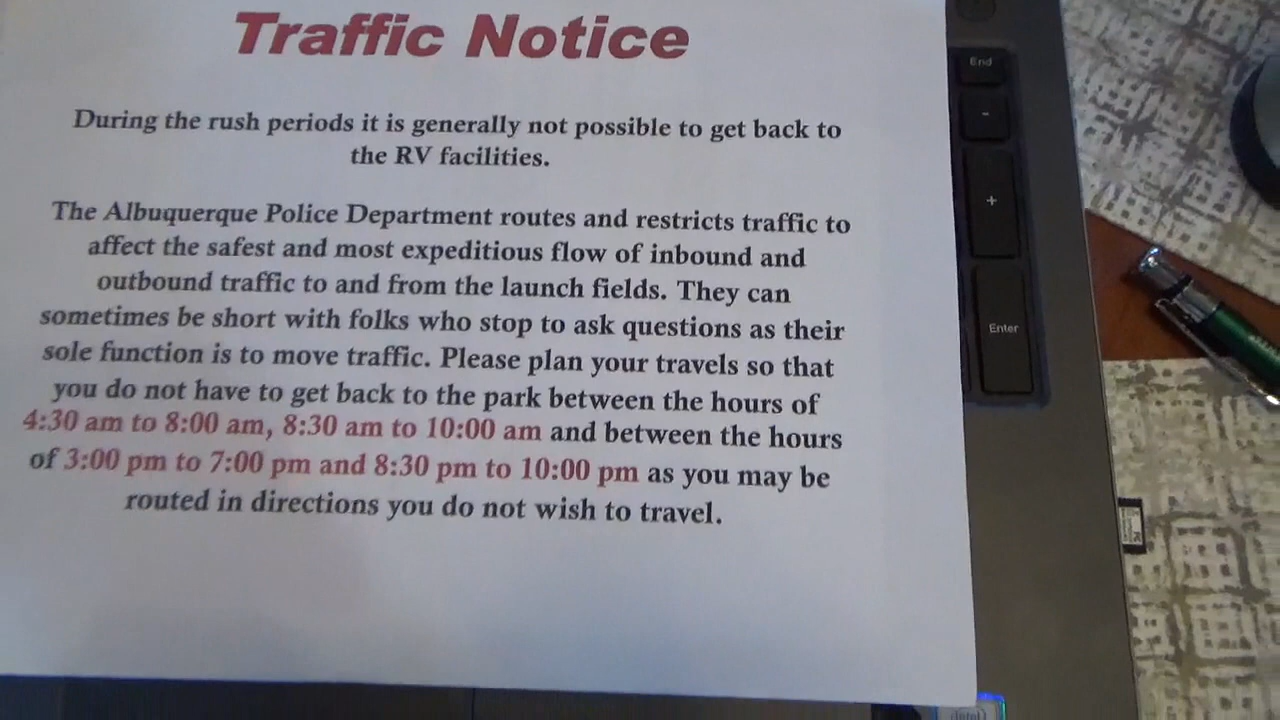 Traffic Notice
During the rush periods it is generally not possible to get back to
the RV facilities.
The Albuquerque Police Department routes and restricts traffic to
affect the safest and most expeditious flow of inbound and
outbound traffic to and from the launch fields. They can
sometimes be short with folks who stop to ask questions as their
sole function is to move traffic. Please plan your travels so that
you do not have to get back to the park between the hours of
4:30 am to 8:00 am, 8:30 am to 10:00 am and between the hours
of 3:00 pm to 7:00 pm and 8:30 pm to 10:00 pm as you may be
routed in directions you do not wish to travel.
End
-
+
Enter
intel